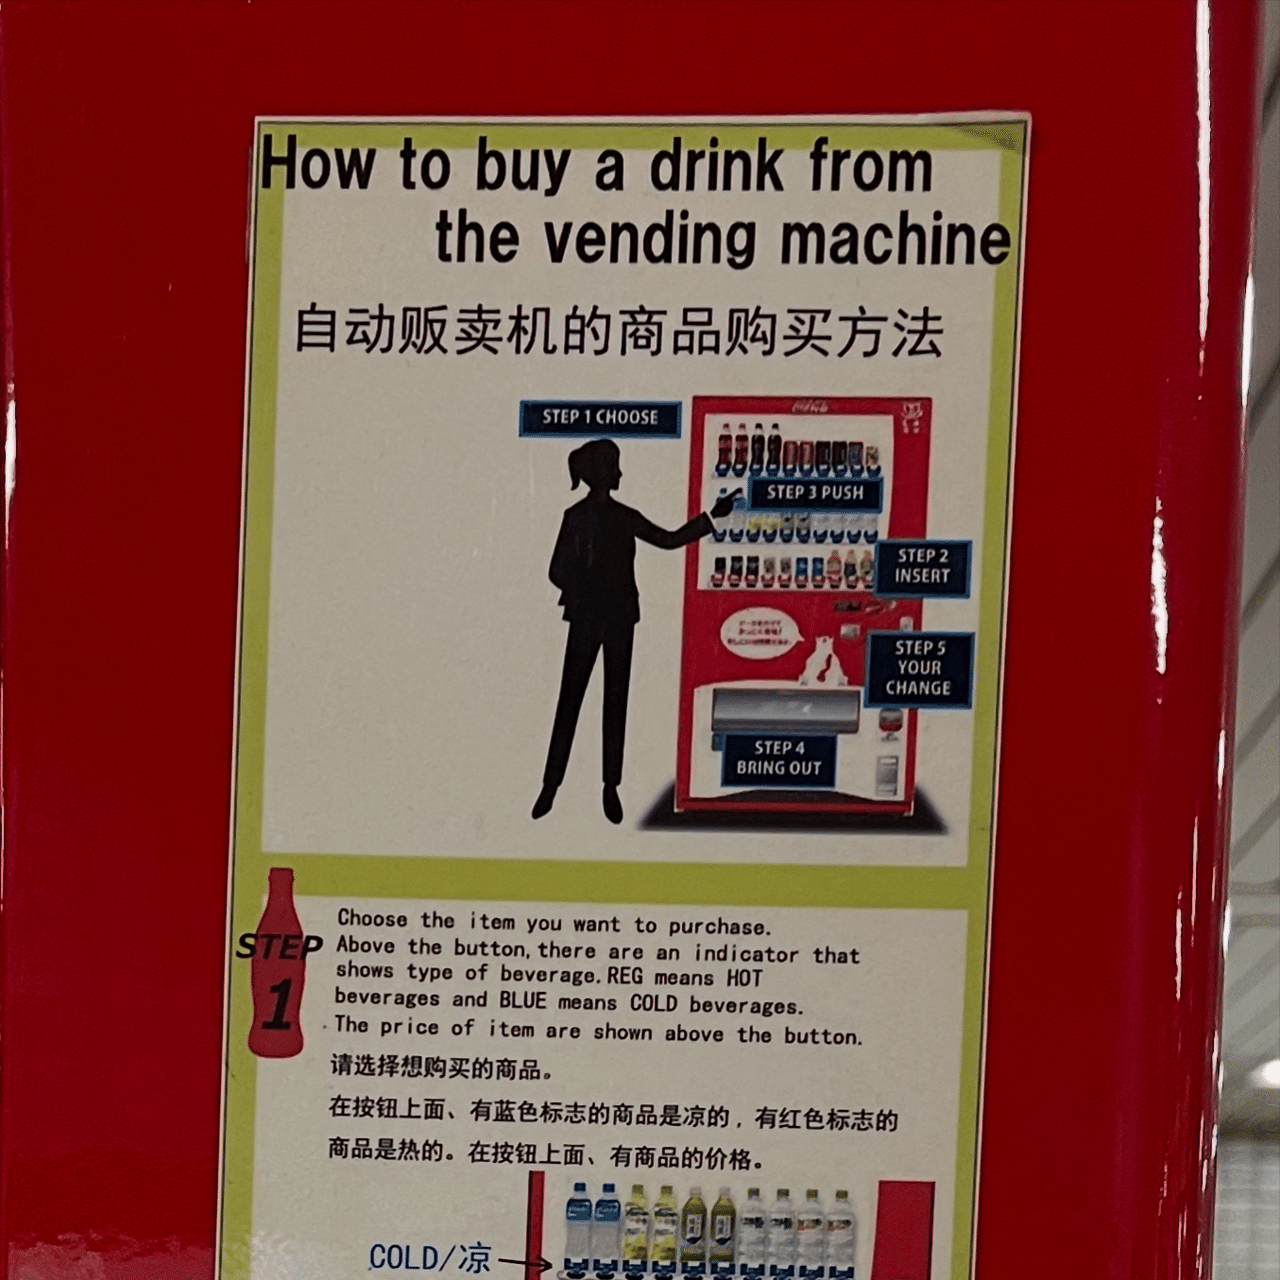 How to buy a drink from
the vending machine
自动贩卖机的商品购买方法
STEP 1 CHOOSE
STEP 3 PUSH
STEP 2
INSERT
STEP 5
YOUR
CHANGE
STEP 4
BRING OUT
STEP
1
Choose the item you want to purchase.
Above the button, there are an indicator that
shows type of beverage. REG means HOT
beverages and BLUE means COLD beverages.
The price of item are shown above the button.
请选择想购买的商品。
在按钮上面、有蓝色标志的商品是凉的，有红色标志的
商品是热的。在按钮上面、有商品的价格。
COLD/凉